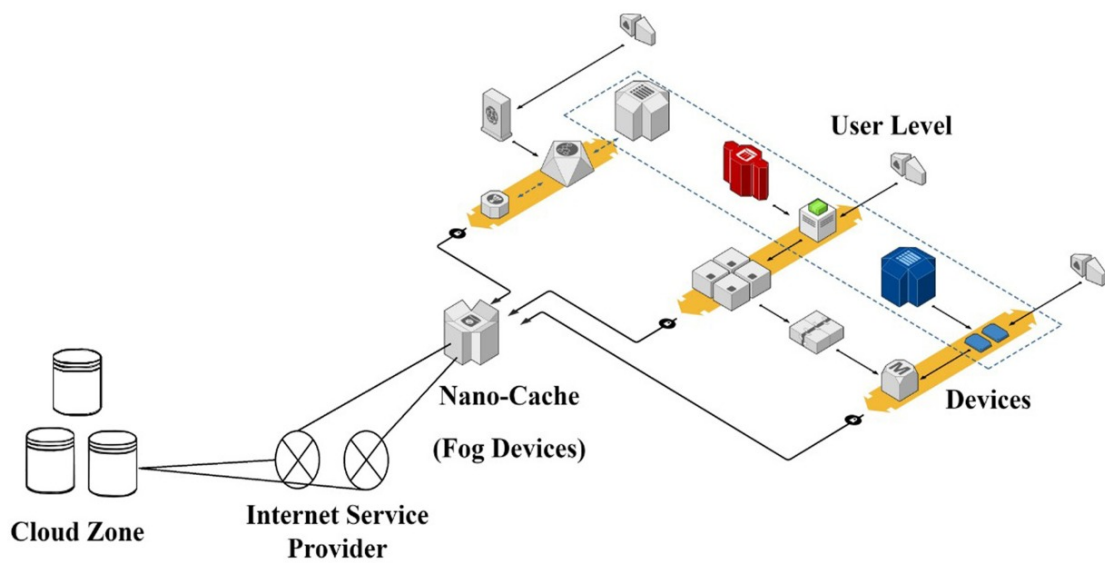 User Level
M
Devices
Nano-Cache
(Fog Devices)
Internet Service
Provider
Cloud Zone